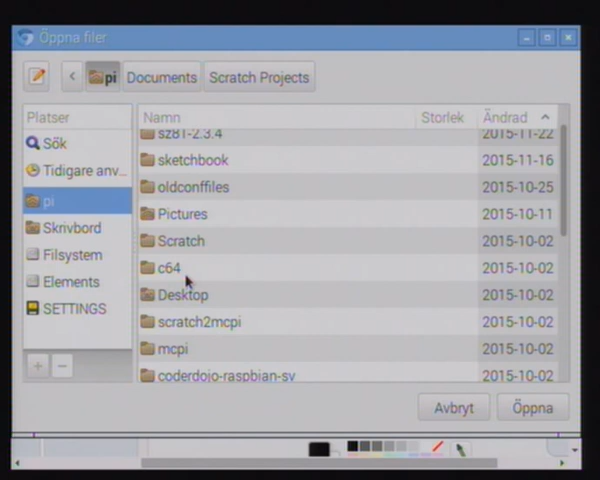 Öppna filer
pi Documents Scratch Projects
Platser Namn Storlek Ändrad
sz81-2.3.4 2015-11-22
Sök
sketchbook 2015-11-16
Tidigare anv...
oldconffiles 2015-10-25
pi
Pictures 2015-10-11
Skrivbord
Scratch 2015-10-02
Filsystem
c64 2015-10-02
Elements
Desktop 2015-10-02
SETTINGS
scratch2mcpi 2015-10-02
mcpi 2015-10-02
coderdojo-raspbian-sv 2015-10-02
Avbryt Öppna